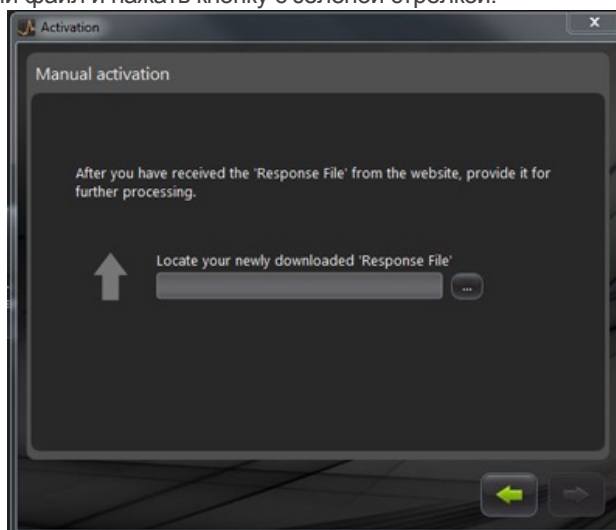 файл и нажать кнопку с зеленой стрелкой.
Activation
x
Manual activation
After you have received the 'Response File' from the website, provide it for
further processing.
Locate your newly downloaded 'Response File'
...